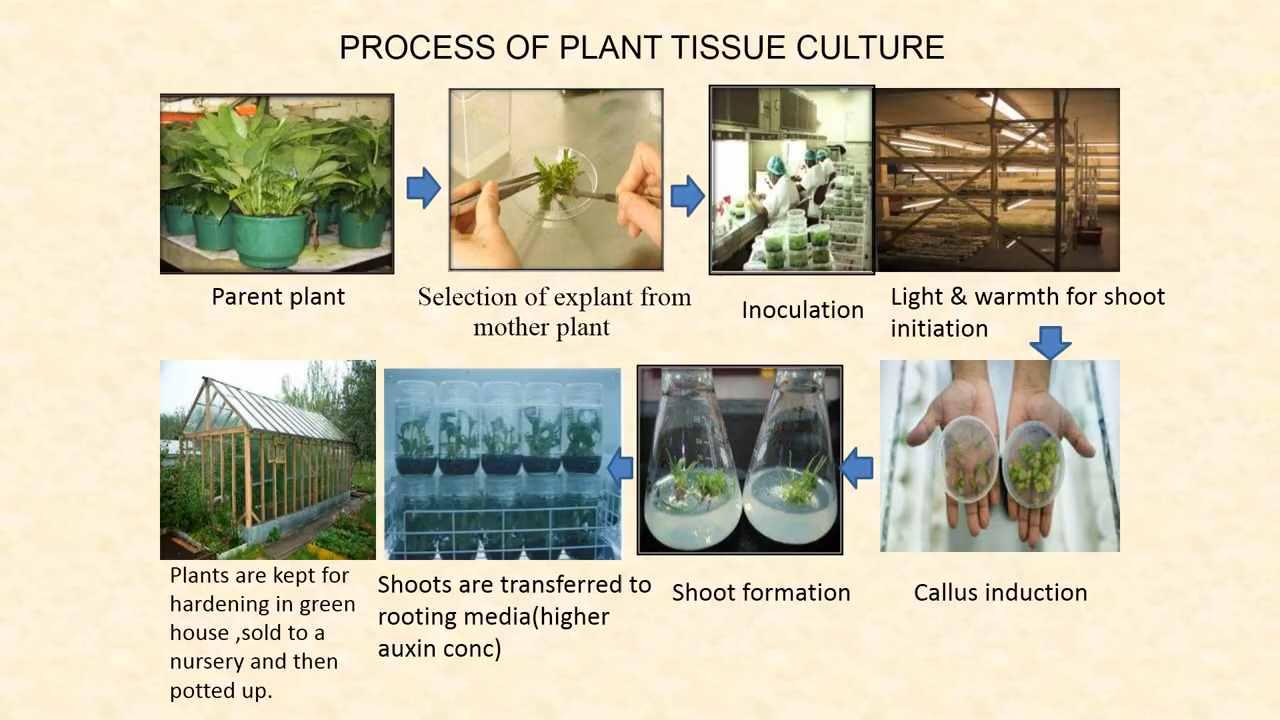 PROCESS OF PLANT TISSUE CULTURE
Parent plant
Selection of explant from
mother plant
Inoculation
Light & warmth for shoot
initiation
Plants are kept for
hardening in green
house ,sold to a
nursery and then
potted up.
Shoots are transferred to
rooting media(higher
auxin conc)
Shoot formation
Callus induction